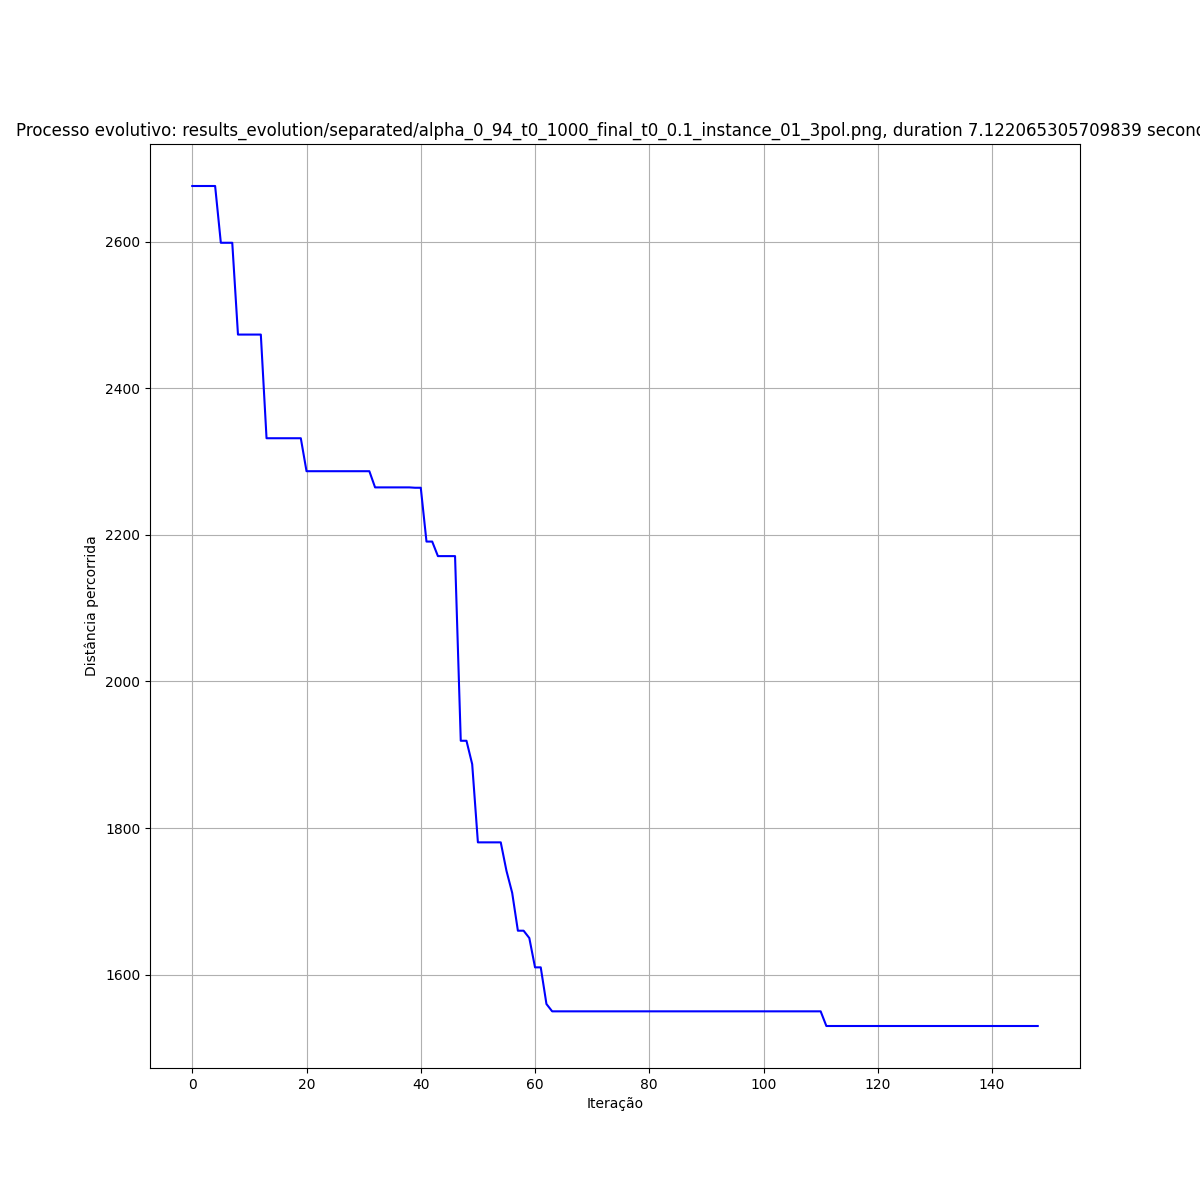 Processo evolutivo: results_evolution/separated/alpha_0_94_t0_1000_final_t0_0.1_instance_01_3pol.png, duration 7.122065305709839 secon
2600
2400
2200
2000
1800
1600
Distância percorrida
0 20 40 60 80 100 120 140
Iteração